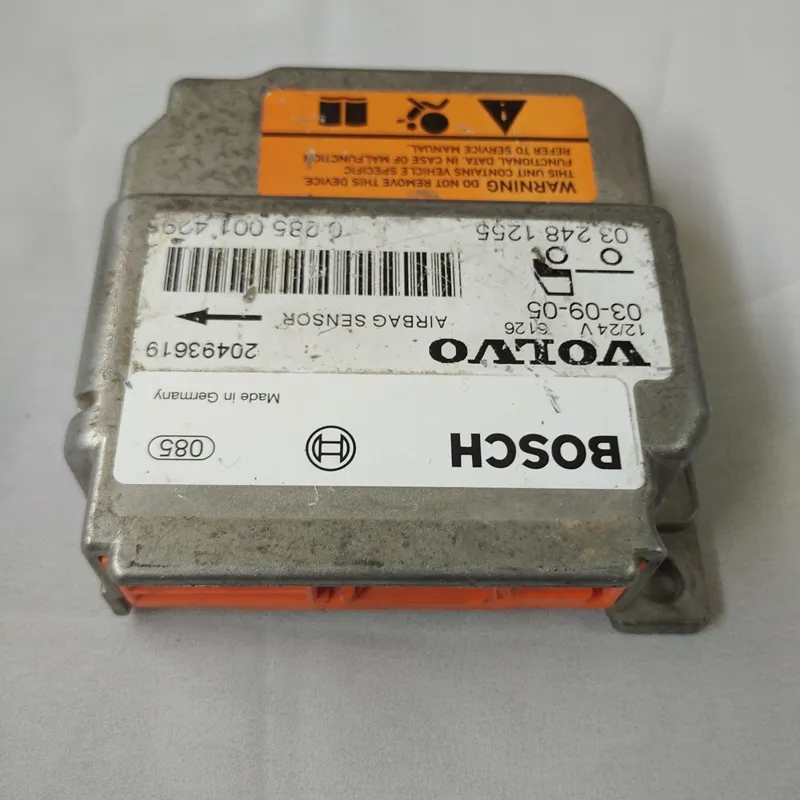 BOSCH
085
Made in Germany
VOLVO
20493619
12/24 V 6126
AIRBAG SENSOR
03-09-05
03 248 1255
0 285 001 429
WARNING DO NOT REMOVE THIS DEVICE.
THIS UNIT CONTAINS VEHICLE SPECIFIC
FUNCTIONAL DATA IN CASE OF MALFUNCTION
REFER TO SERVICE MANUAL.